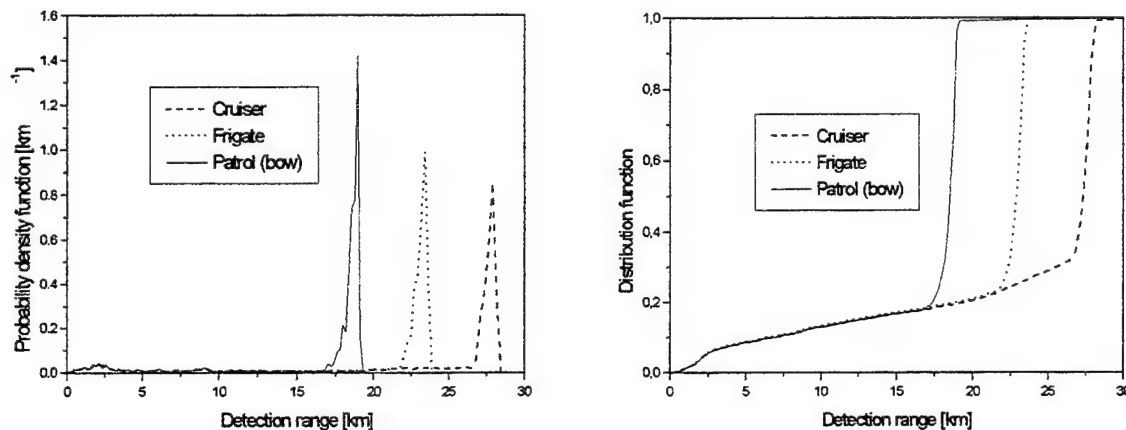 Probability density function [km⁻¹]
1.6
1.4
1.2
1.0
0.8
0.6
0.4
0.2
0.0
Cruiser
Frigate
Patrol (bow)
0 5 10 15 20 25 30
Detection range [km]
Distribution function
1,0
0,8
0,6
0,4
0,2
0,0
Cruiser
Frigate
Patrol (bow)
0 5 10 15 20 25 30
Detection range [km]